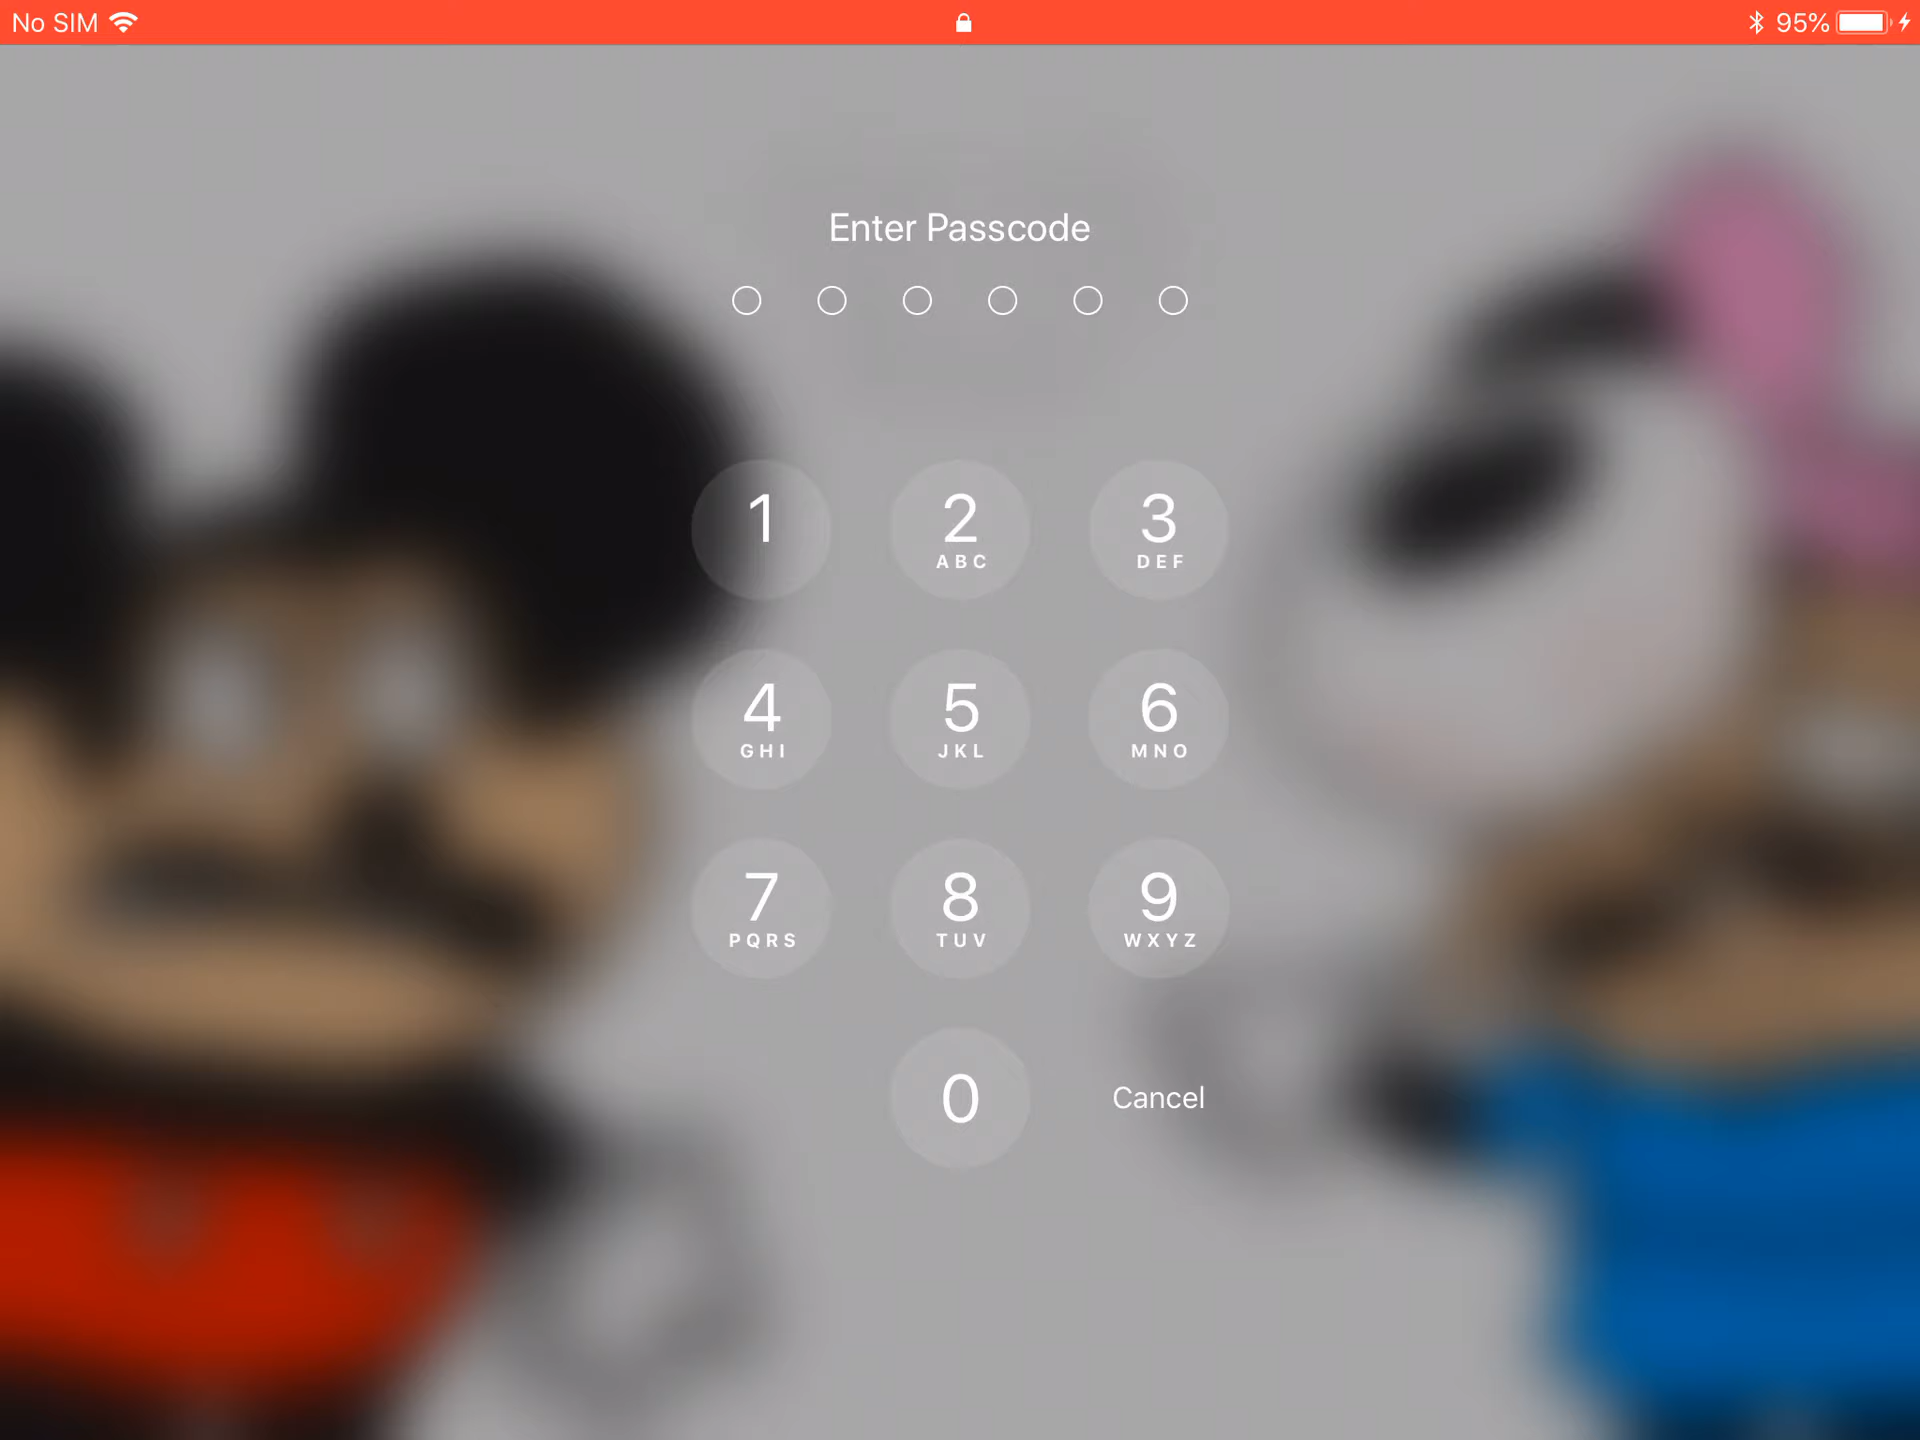 No SIM 95%
Enter Passcode
1 2 3
ABC DEF
4 5 6
GHI JKL MNO
7 8 9
PQRS TUV WXYZ
0 Cancel